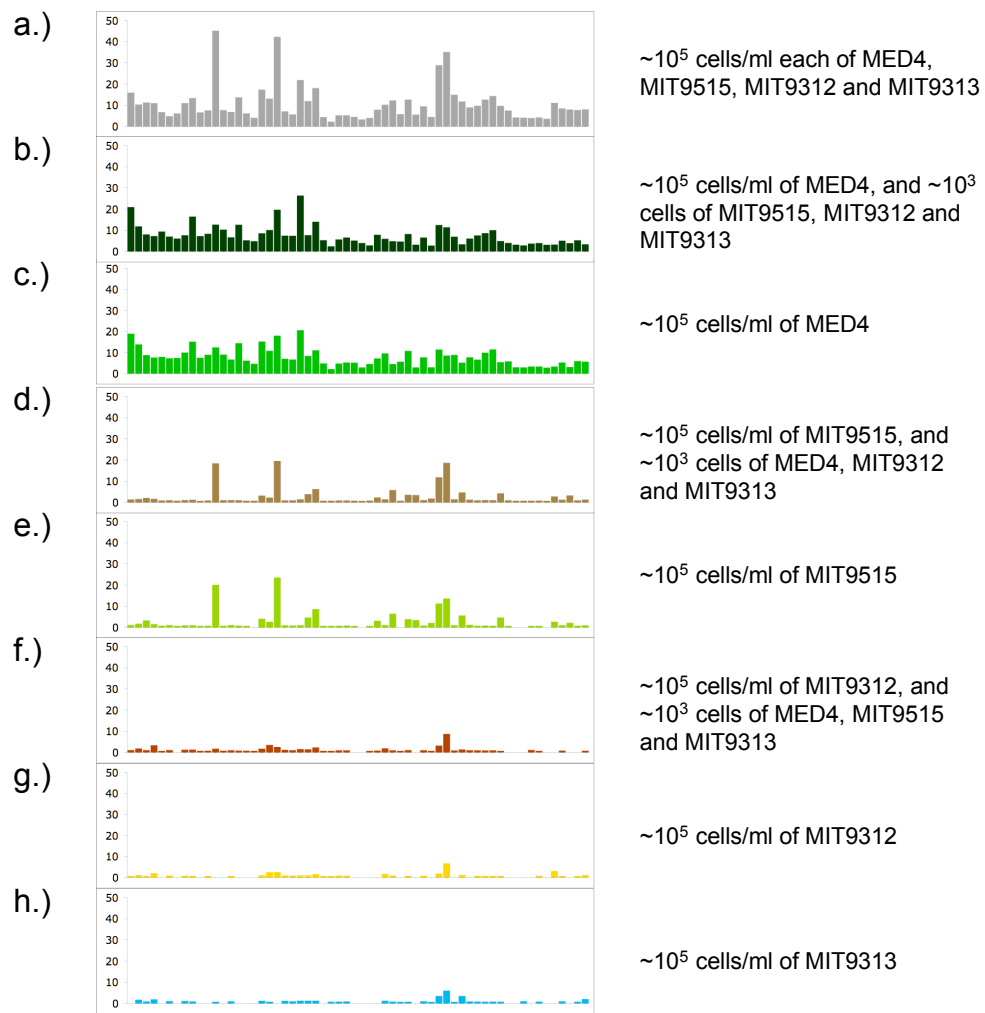 a.)
50
40
30
20
10
0
~10⁵ cells/ml each of MED4,
MIT9515, MIT9312 and MIT9313
b.)
50
40
30
20
10
0
~10⁵ cells/ml of MED4, and ~10³
cells of MIT9515, MIT9312 and
MIT9313
c.)
50
40
30
20
10
0
~10⁵ cells/ml of MED4
d.)
50
40
30
20
10
0
~10⁵ cells/ml of MIT9515, and
~10³ cells of MED4, MIT9312
and MIT9313
e.)
50
40
30
20
10
0
~10⁵ cells/ml of MIT9515
f.)
50
40
30
20
10
0
~10⁵ cells/ml of MIT9312, and
~10³ cells of MED4, MIT9515
and MIT9313
g.)
50
40
30
20
10
0
~10⁵ cells/ml of MIT9312
h.)
50
40
30
20
10
0
~10⁵ cells/ml of MIT9313